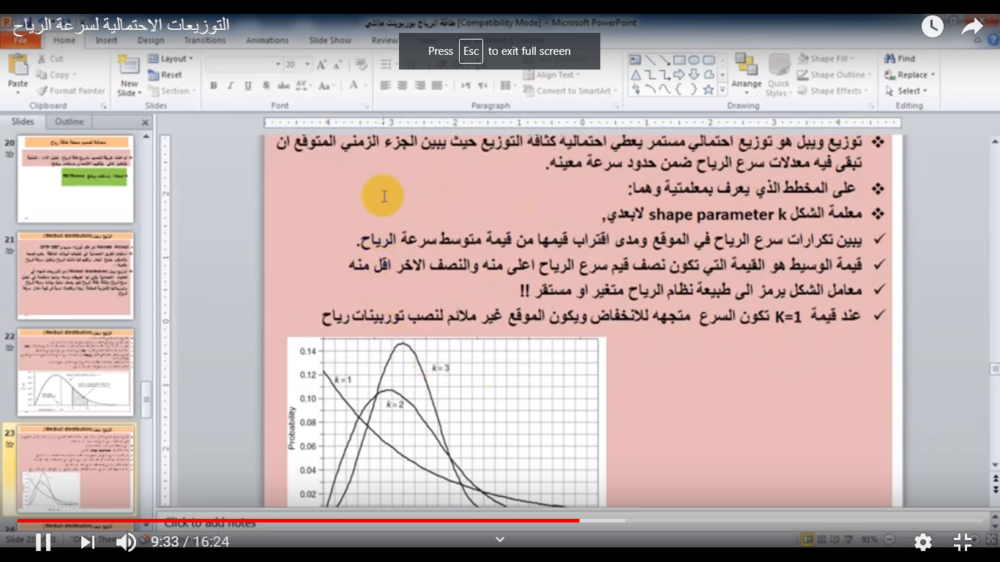 التوزيعات الاحتمالية لسرعة الرياح
طاقة الرياح بوربوينت هانتي [Compatibility Mode] - Microsoft PowerPoint
File Home Insert Design Transitions Animations Slide Show Review
Press Esc to exit full screen
Paste
Cut
Copy
Format Painter
Clipboard
New Slide
Layout
Reset
Section
Slides
20
B I U S abc AV Aa A
Font
Align Text
Convert to SmartArt
Paragraph
Arrange
Quick Styles
Shape Fill
Shape Outline
Shape Effects
Drawing
Find
Replace
Select
Editing
Slides Outline
20
21
22
23
24
توزيع ويبل هو توزيع احتمالي مستمر يعطي احتمالية كثافة التوزيع حيث يبين الجزء الزمني المتوقع ان
تبقى فيه معدلات سرع الرياح ضمن حدود سرعة معينه.
على المخطط الذي يعرف بمعلمتية وهما:
معلمة الشكل shape parameter k لابعدي,
يبين تكرارات سرع الرياح في الموقع ومدى اقتراب قيمها من قيمة متوسط سرعة الرياح.
قيمة الوسيط هو القيمة التي تكون نصف قيم سرع الرياح اعلى منه والنصف الاخر اقل منه
معامل الشكل يرمز الى طبيعة نظام الرياح متغير او مستقر !!
عند قيمة K=1 تكون السرع متجهه للانخفاض ويكون الموقع غير ملائم لنصب توربينات رياح
0.14
0.12
0.10
0.08
0.06
0.04
0.02
Probability
k=1
k=2
k=3
Click to add notes
91%
9:33 / 16:24